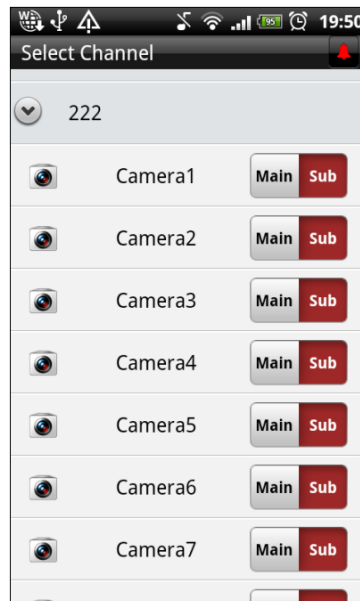 95 19:50
Select Channel
222
Camera1 Main Sub
Camera2 Main Sub
Camera3 Main Sub
Camera4 Main Sub
Camera5 Main Sub
Camera6 Main Sub
Camera7 Main Sub